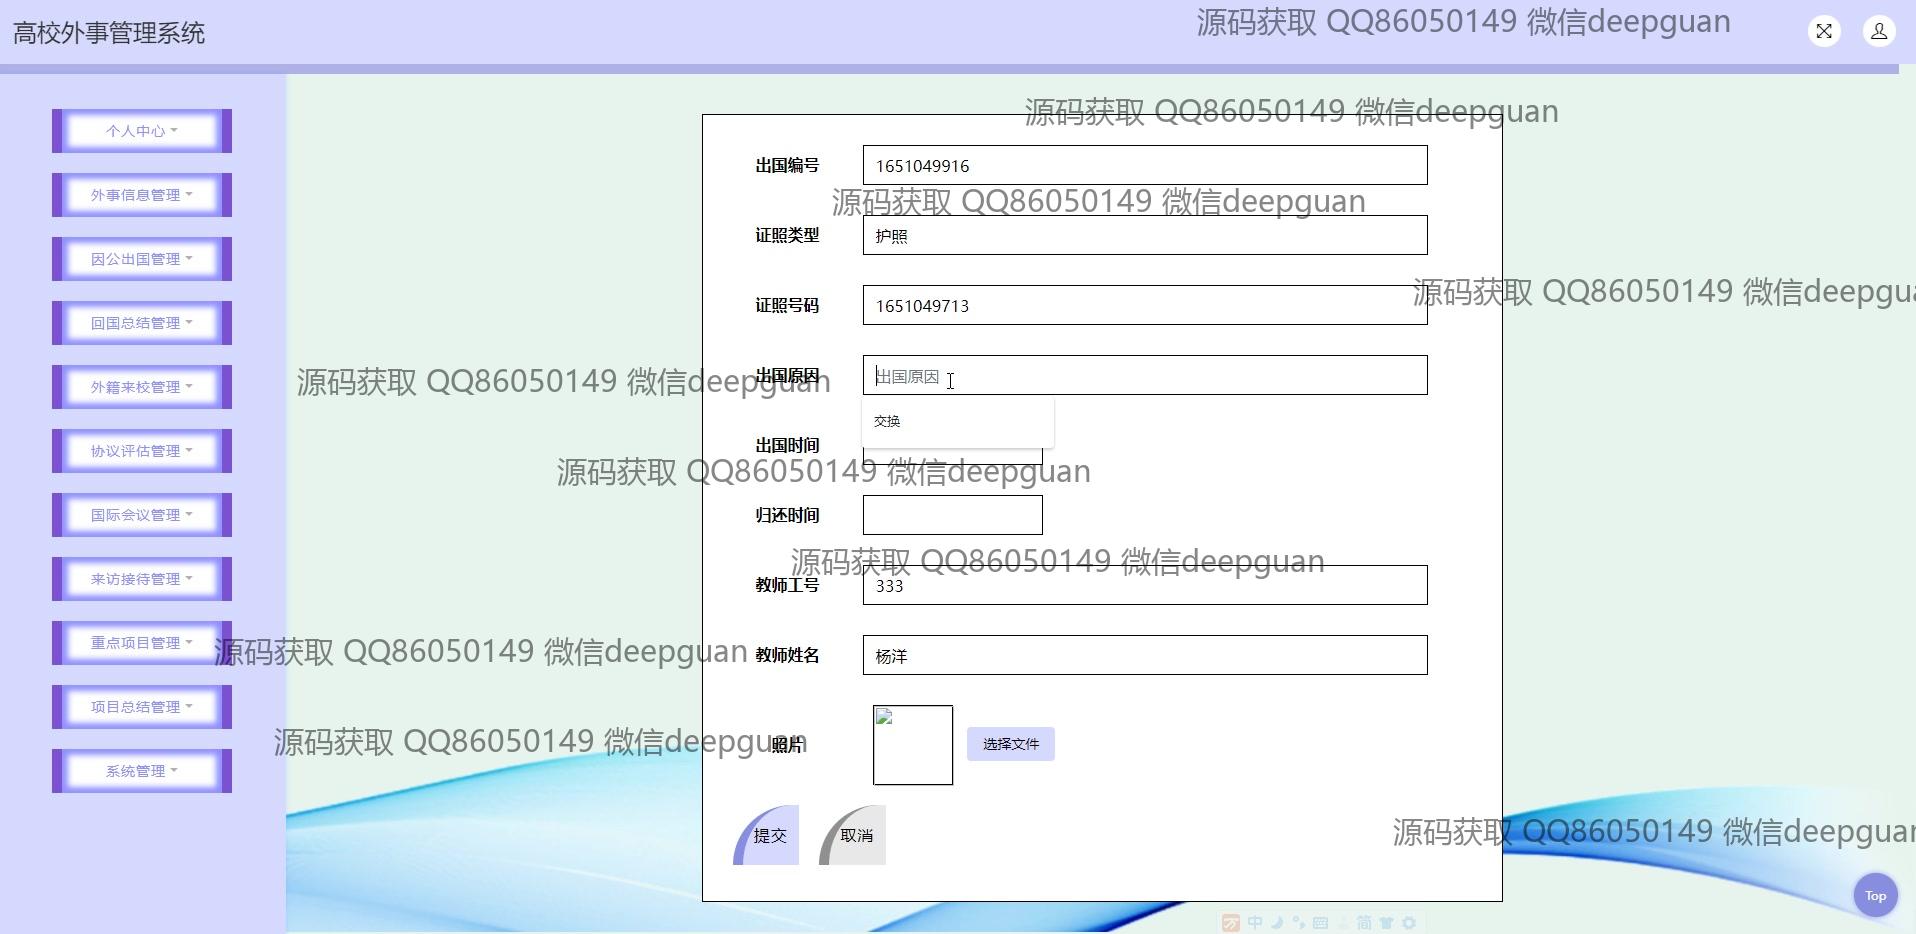 高校外事管理系统
源码获取 QQ86050149 微信deepguan
个人中心
外事信息管理
因公出国管理
回国总结管理
外籍来校管理
协议评估管理
国际会议管理
来访接待管理
重点项目管理
项目总结管理
系统管理
源码获取 QQ86050149 微信deepguan
出国编号 1651049916
源码获取 QQ86050149 微信deepguan
证照类型 护照
源码获取 QQ86050149 微信deepgua
证照号码 1651049713
源码获取 QQ86050149 微信deepguan
出国原因 出国原因
交换
出国时间
源码获取 QQ86050149 微信deepguan
归还时间
源码获取 QQ86050149 微信deepguan
教师工号 333
源码获取 QQ86050149 微信deepguan
教师姓名 杨洋
源码获取 QQ86050149 微信deepguan
照片 选择文件
提交 取消
源码获取 QQ86050149 微信deepguan
Top
中 简